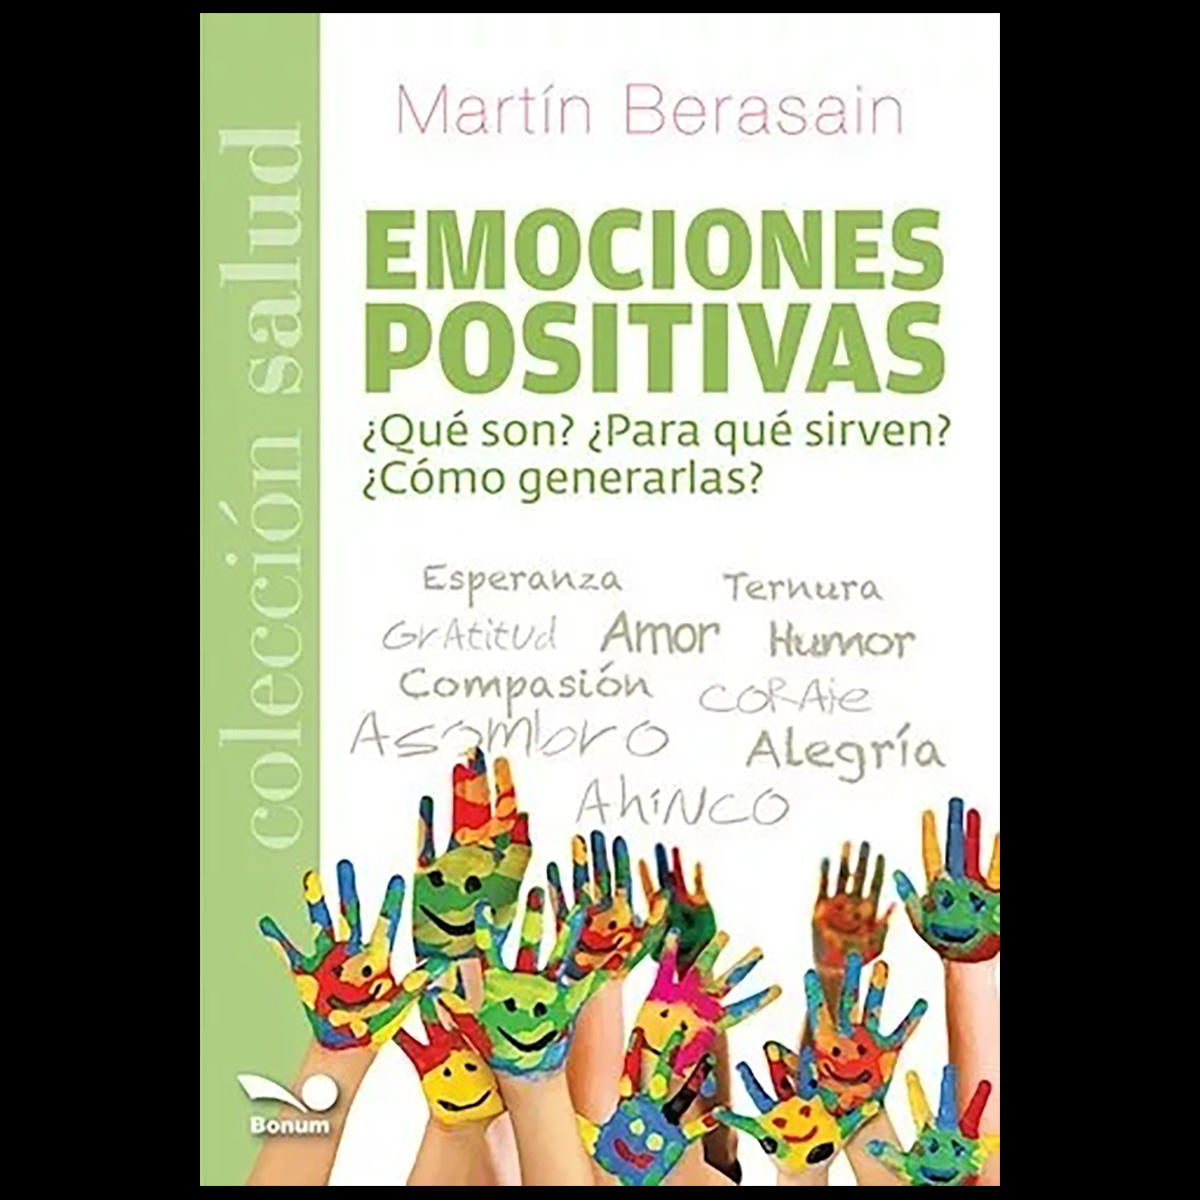 Martín Berasain
EMOCIONES
POSITIVAS
¿Qué son? ¿Para qué sirven?
¿Cómo generarlas?
Esperanza
Ternura
GrAtitud
Amor
Humor
Compasión
CORAje
Asombro
Alegría
AhíNCO
colección salud
Bonum